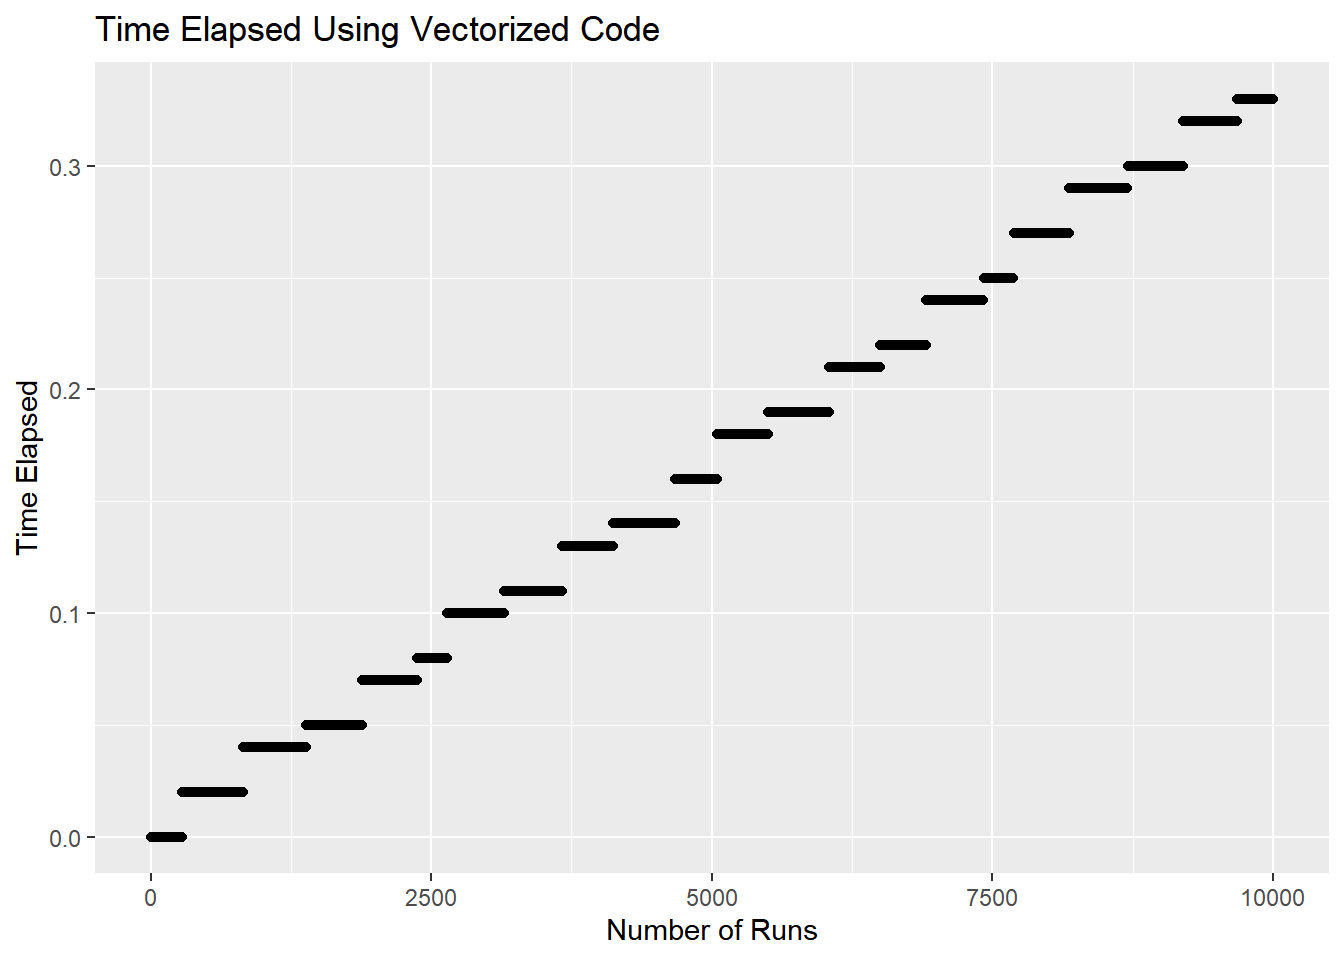 Time Elapsed Using Vectorized Code
Time Elapsed
0.3
0.2
0.1
0.0
0 2500 5000 7500 10000
Number of Runs